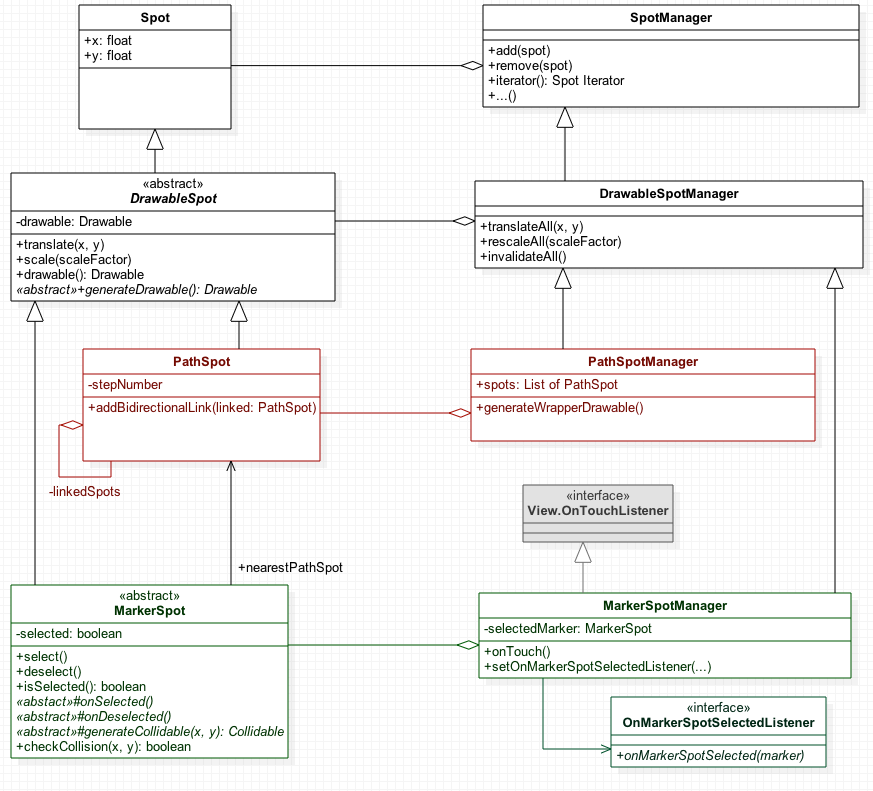 Spot
+x: float
+y: float
SpotManager
+add(spot)
+remove(spot)
+iterator(): Spot Iterator
+...()
«abstract»
DrawableSpot
-drawable: Drawable
+translate(x, y)
+scale(scaleFactor)
+drawable(): Drawable
«abstract»+generateDrawable(): Drawable
DrawableSpotManager
+translateAll(x, y)
+rescaleAll(scaleFactor)
+invalidateAll()
PathSpot
-stepNumber
+addBidirectionalLink(linked: PathSpot)
-linkedSpots
PathSpotManager
+spots: List of PathSpot
+generateWrapperDrawable()
«interface»
View.OnTouchListener
+nearestPathSpot
«abstract»
MarkerSpot
-selected: boolean
+select()
+deselect()
+isSelected(): boolean
«abstact»#onSelected()
«abstract»#onDeselected()
«abstract»#generateCollidable(x, y): Collidable
+checkCollision(x, y): boolean
MarkerSpotManager
-selectedMarker: MarkerSpot
+onTouch()
+setOnMarkerSpotSelectedListener(...)
«interface»
OnMarkerSpotSelectedListener
+onMarkerSpotSelected(marker)